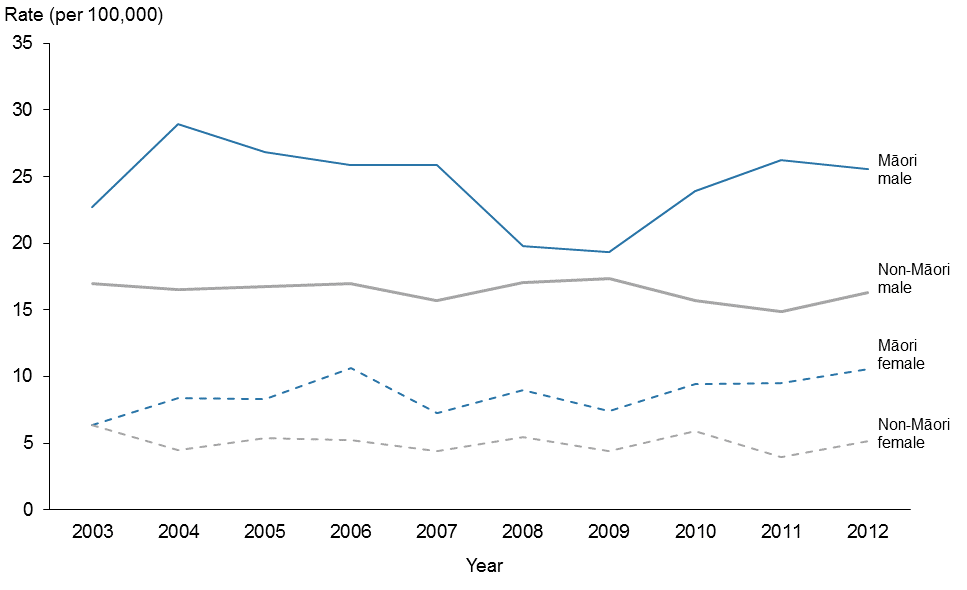 Rate (per 100,000)
35
30
25
20
15
10
5
0
Māori
male
Non-Māori
male
Māori
female
Non-Māori
female
2003 2004 2005 2006 2007 2008 2009 2010 2011 2012
Year